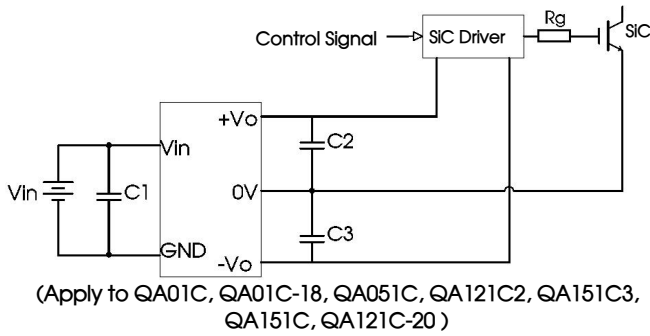 Rg
SiC
Control Signal
SiC Driver
+Vo
C2
Vin
Vin
C1
0V
C3
GND
-Vo
(Apply to QA01C, QA01C-18, QA051C, QA121C2, QA151C3,
QA151C, QA121C-20 )